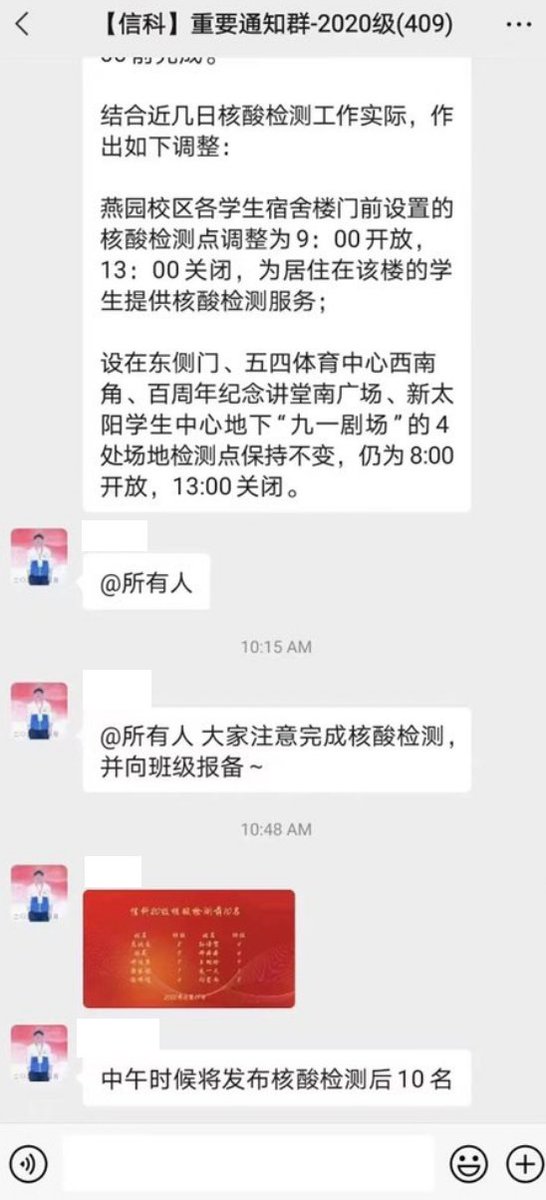 【信科】重要通知群-2020级(409)
结合近几日核酸检测工作实际，作
出如下调整：
燕园校区各学生宿舍楼门前设置的
核酸检测点调整为9：00开放，
13：00关闭，为居住在该楼的学
生提供核酸检测服务；
设在东侧门、五四体育中心西南
角、百周年纪念讲堂南广场、新太
阳学生中心地下“九一剧场”的4
处场地检测点保持不变，仍为8:00
开放，13:00关闭。
@所有人
10:15 AM
@所有人 大家注意完成核酸检测，
并向班级报备~
10:48 AM
信科20级核酸检测前10名
中午时候将发布核酸检测后10名